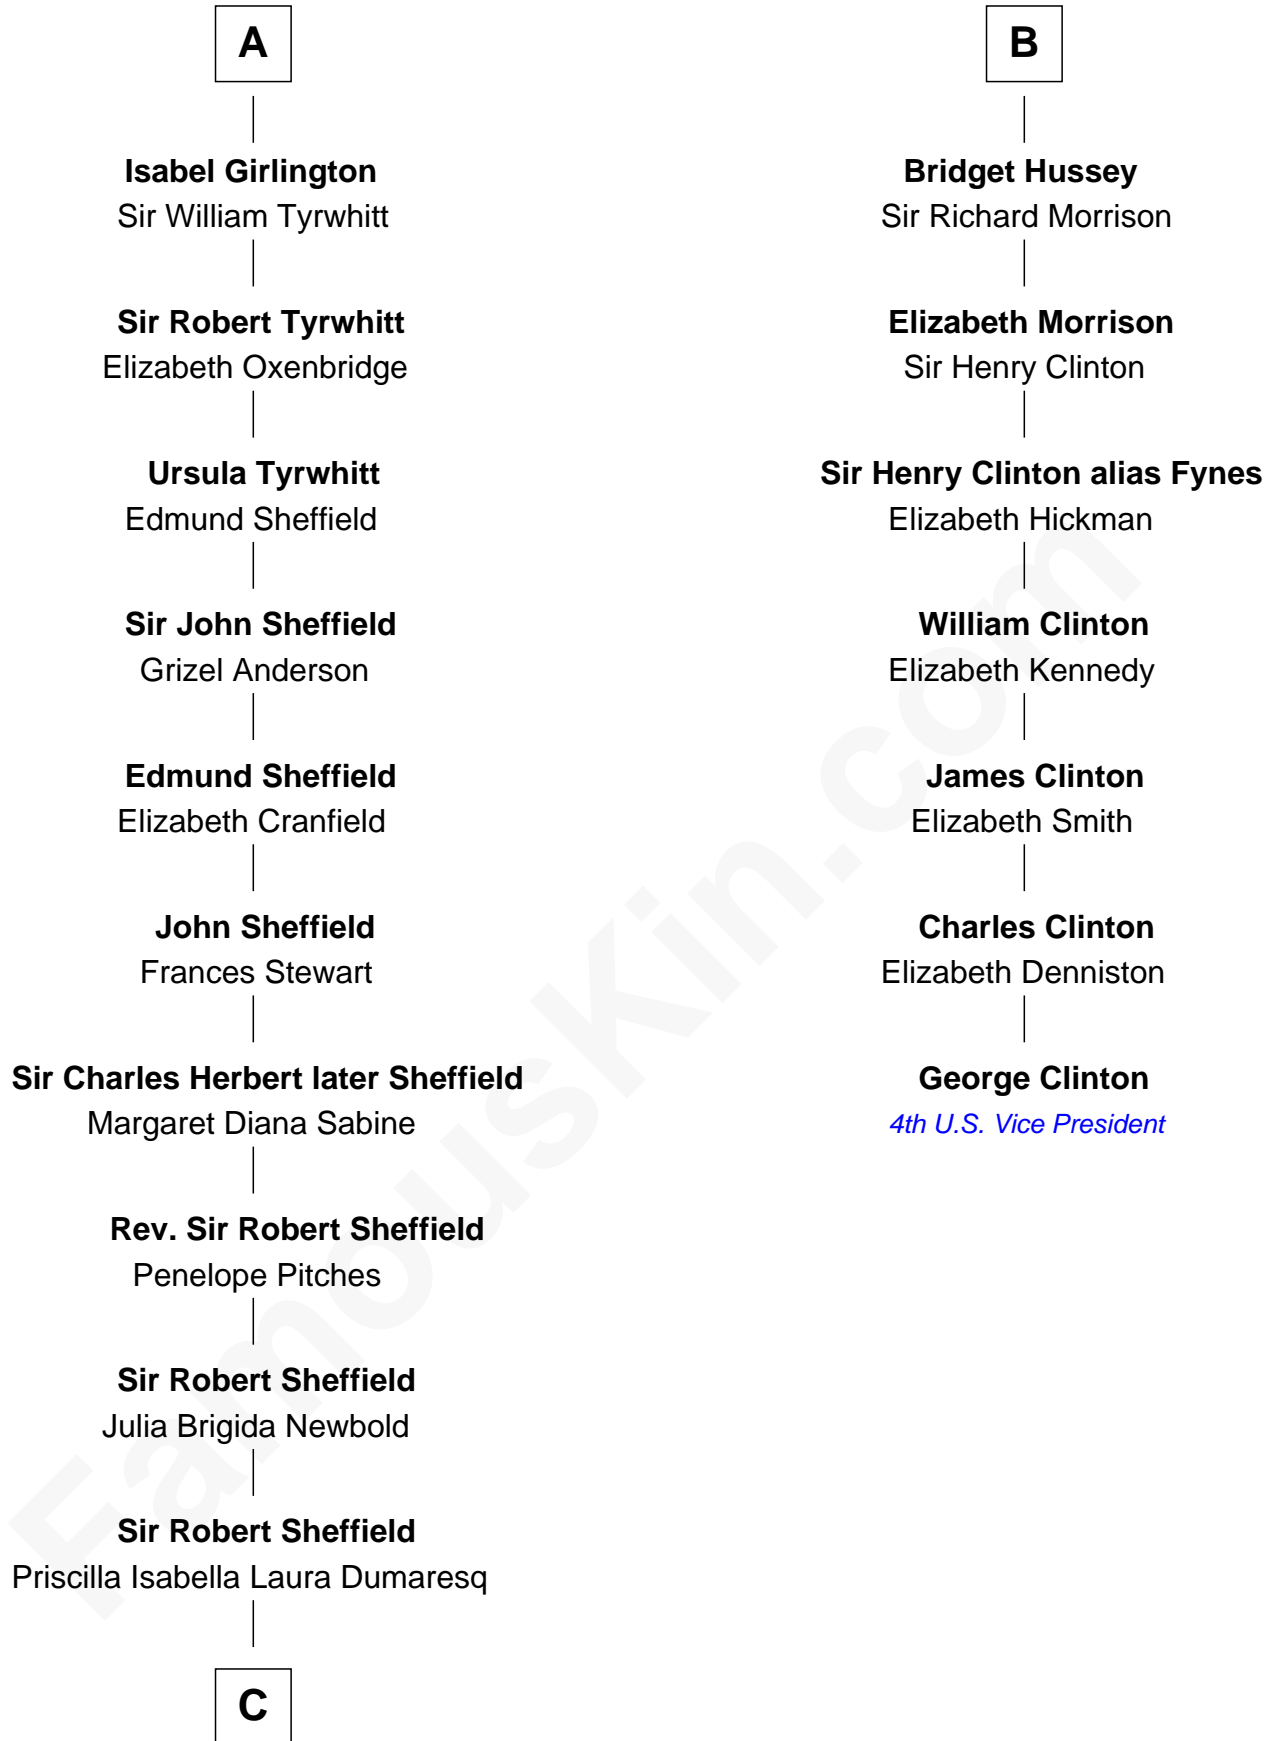 A
Isabel Girlington
Sir William Tyrwhitt
Sir Robert Tyrwhitt
Elizabeth Oxenbridge
Ursula Tyrwhitt
Edmund Sheffield
Sir John Sheffield
Grizel Anderson
Edmund Sheffield
Elizabeth Cranfield
John Sheffield
Frances Stewart
Sir Charles Herbert later Sheffield
Margaret Diana Sabine
Rev. Sir Robert Sheffield
Penelope Pitches
Sir Robert Sheffield
Julia Brigida Newbold
Sir Robert Sheffield
Priscilla Isabella Laura Dumaresq
C
B
Bridget Hussey
Sir Richard Morrison
Elizabeth Morrison
Sir Henry Clinton
Sir Henry Clinton alias Fynes
Elizabeth Hickman
William Clinton
Elizabeth Kennedy
James Clinton
Elizabeth Smith
Charles Clinton
Elizabeth Denniston
George Clinton
4th U.S. Vice President
FamousKin.com